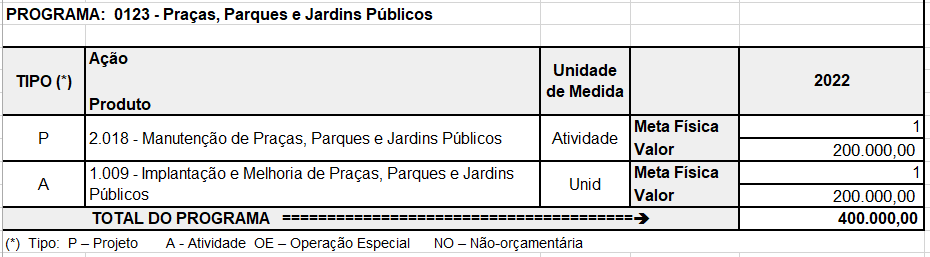 PROGRAMA: 0123 - Praças, Parques e Jardins Públicos
TIPO (*)
Ação
Produto
Unidade
de Medida
2022
P
2.018 - Manutenção de Praças, Parques e Jardins Públicos
Atividade
Meta Física
1
Valor
200.000,00
A
1.009 - Implantação e Melhoria de Praças, Parques e Jardins
Públicos
Unid
Meta Física
1
Valor
200.000,00
TOTAL DO PROGRAMA =======================================➔
400.000,00
(*) Tipo: P – Projeto A - Atividade OE – Operação Especial NO – Não-orçamentária